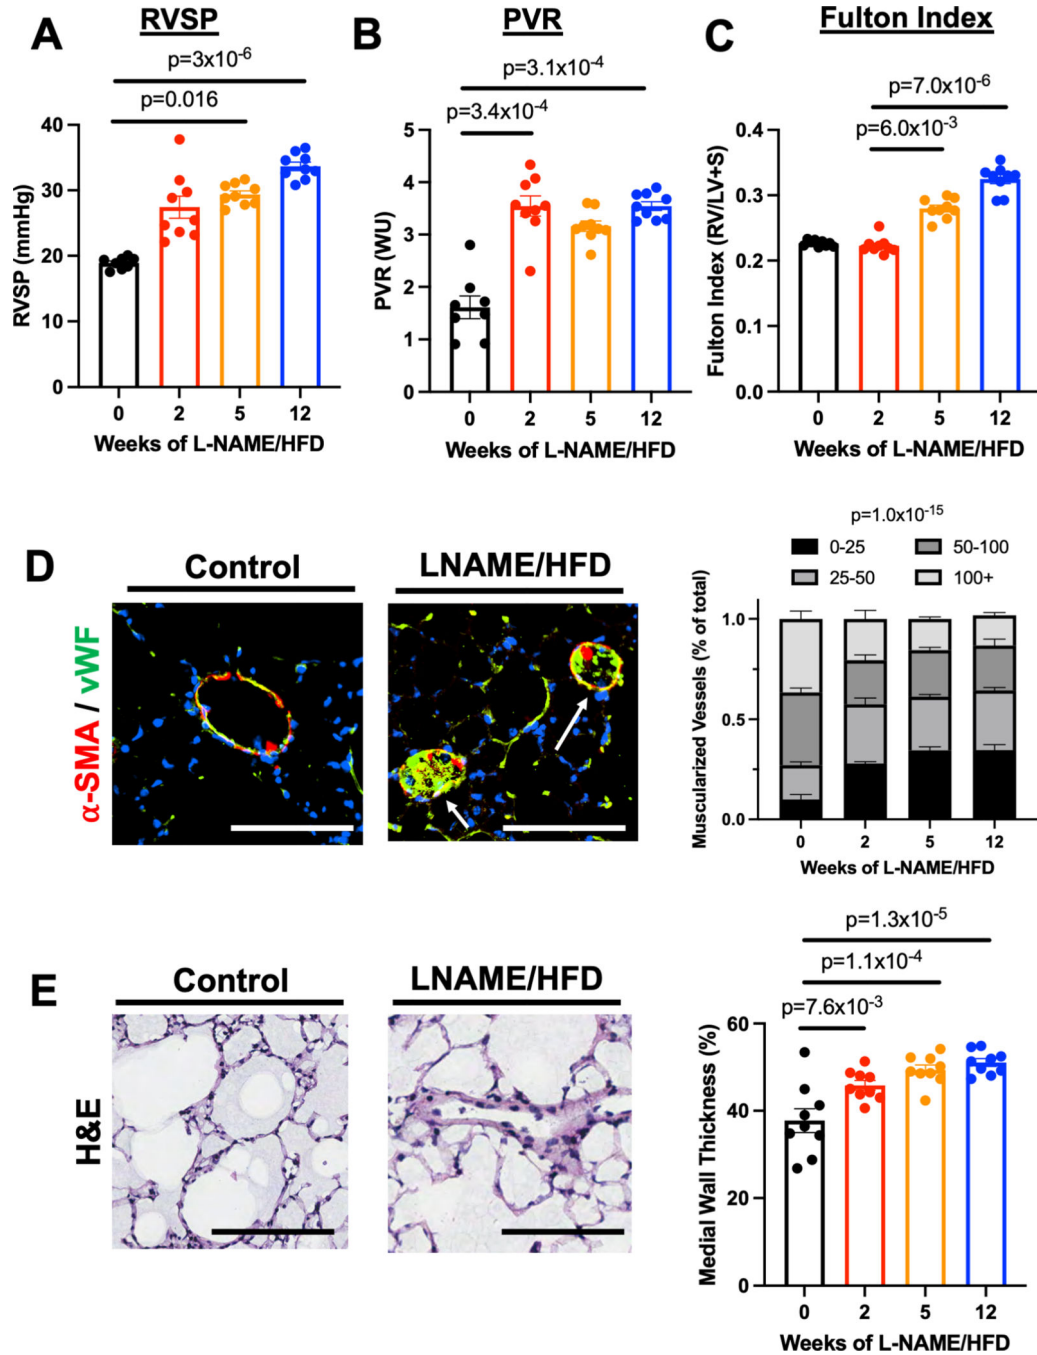 A
RVSP
p=3x10-6
p=0.016
RVSP (mmHg)
40
30
20
10
0
0 2 5 12
Weeks of L-NAME/HFD
B
PVR
p=3.1x10-4
p=3.4x10-4
PVR (WU)
5
4
3
2
1
0
0 2 5 12
Weeks of L-NAME/HFD
C
Fulton Index
p=7.0x10-6
p=6.0x10-3
Fulton Index (RV/LV+S)
0.4
0.3
0.2
0.1
0.0
0 2 5 12
Weeks of L-NAME/HFD
D
Control
LNAME/HFD
α-SMA / vWF
p=1.0x10-15
0-25
50-100
25-50
100+
Muscularized Vessels (% of total)
1.0
0.5
0.0
0 2 5 12
Weeks of L-NAME/HFD
E
Control
LNAME/HFD
H&E
p=1.3x10-5
p=1.1x10-4
p=7.6x10-3
Medial Wall Thickness (%)
60
40
20
0
0 2 5 12
Weeks of L-NAME/HFD